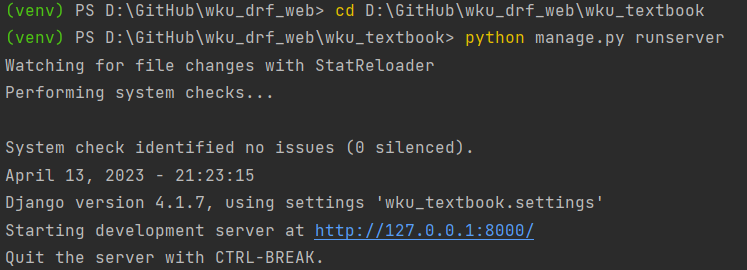 (venv) PS D:\GitHub\wku_drf_web> cd D:\GitHub\wku_drf_web\wku_textbook
(venv) PS D:\GitHub\wku_drf_web\wku_textbook> python manage.py runserver
Watching for file changes with StatReloader
Performing system checks...
System check identified no issues (0 silenced).
April 13, 2023 - 21:23:15
Django version 4.1.7, using settings 'wku_textbook.settings'
Starting development server at http://127.0.0.1:8000/
Quit the server with CTRL-BREAK.